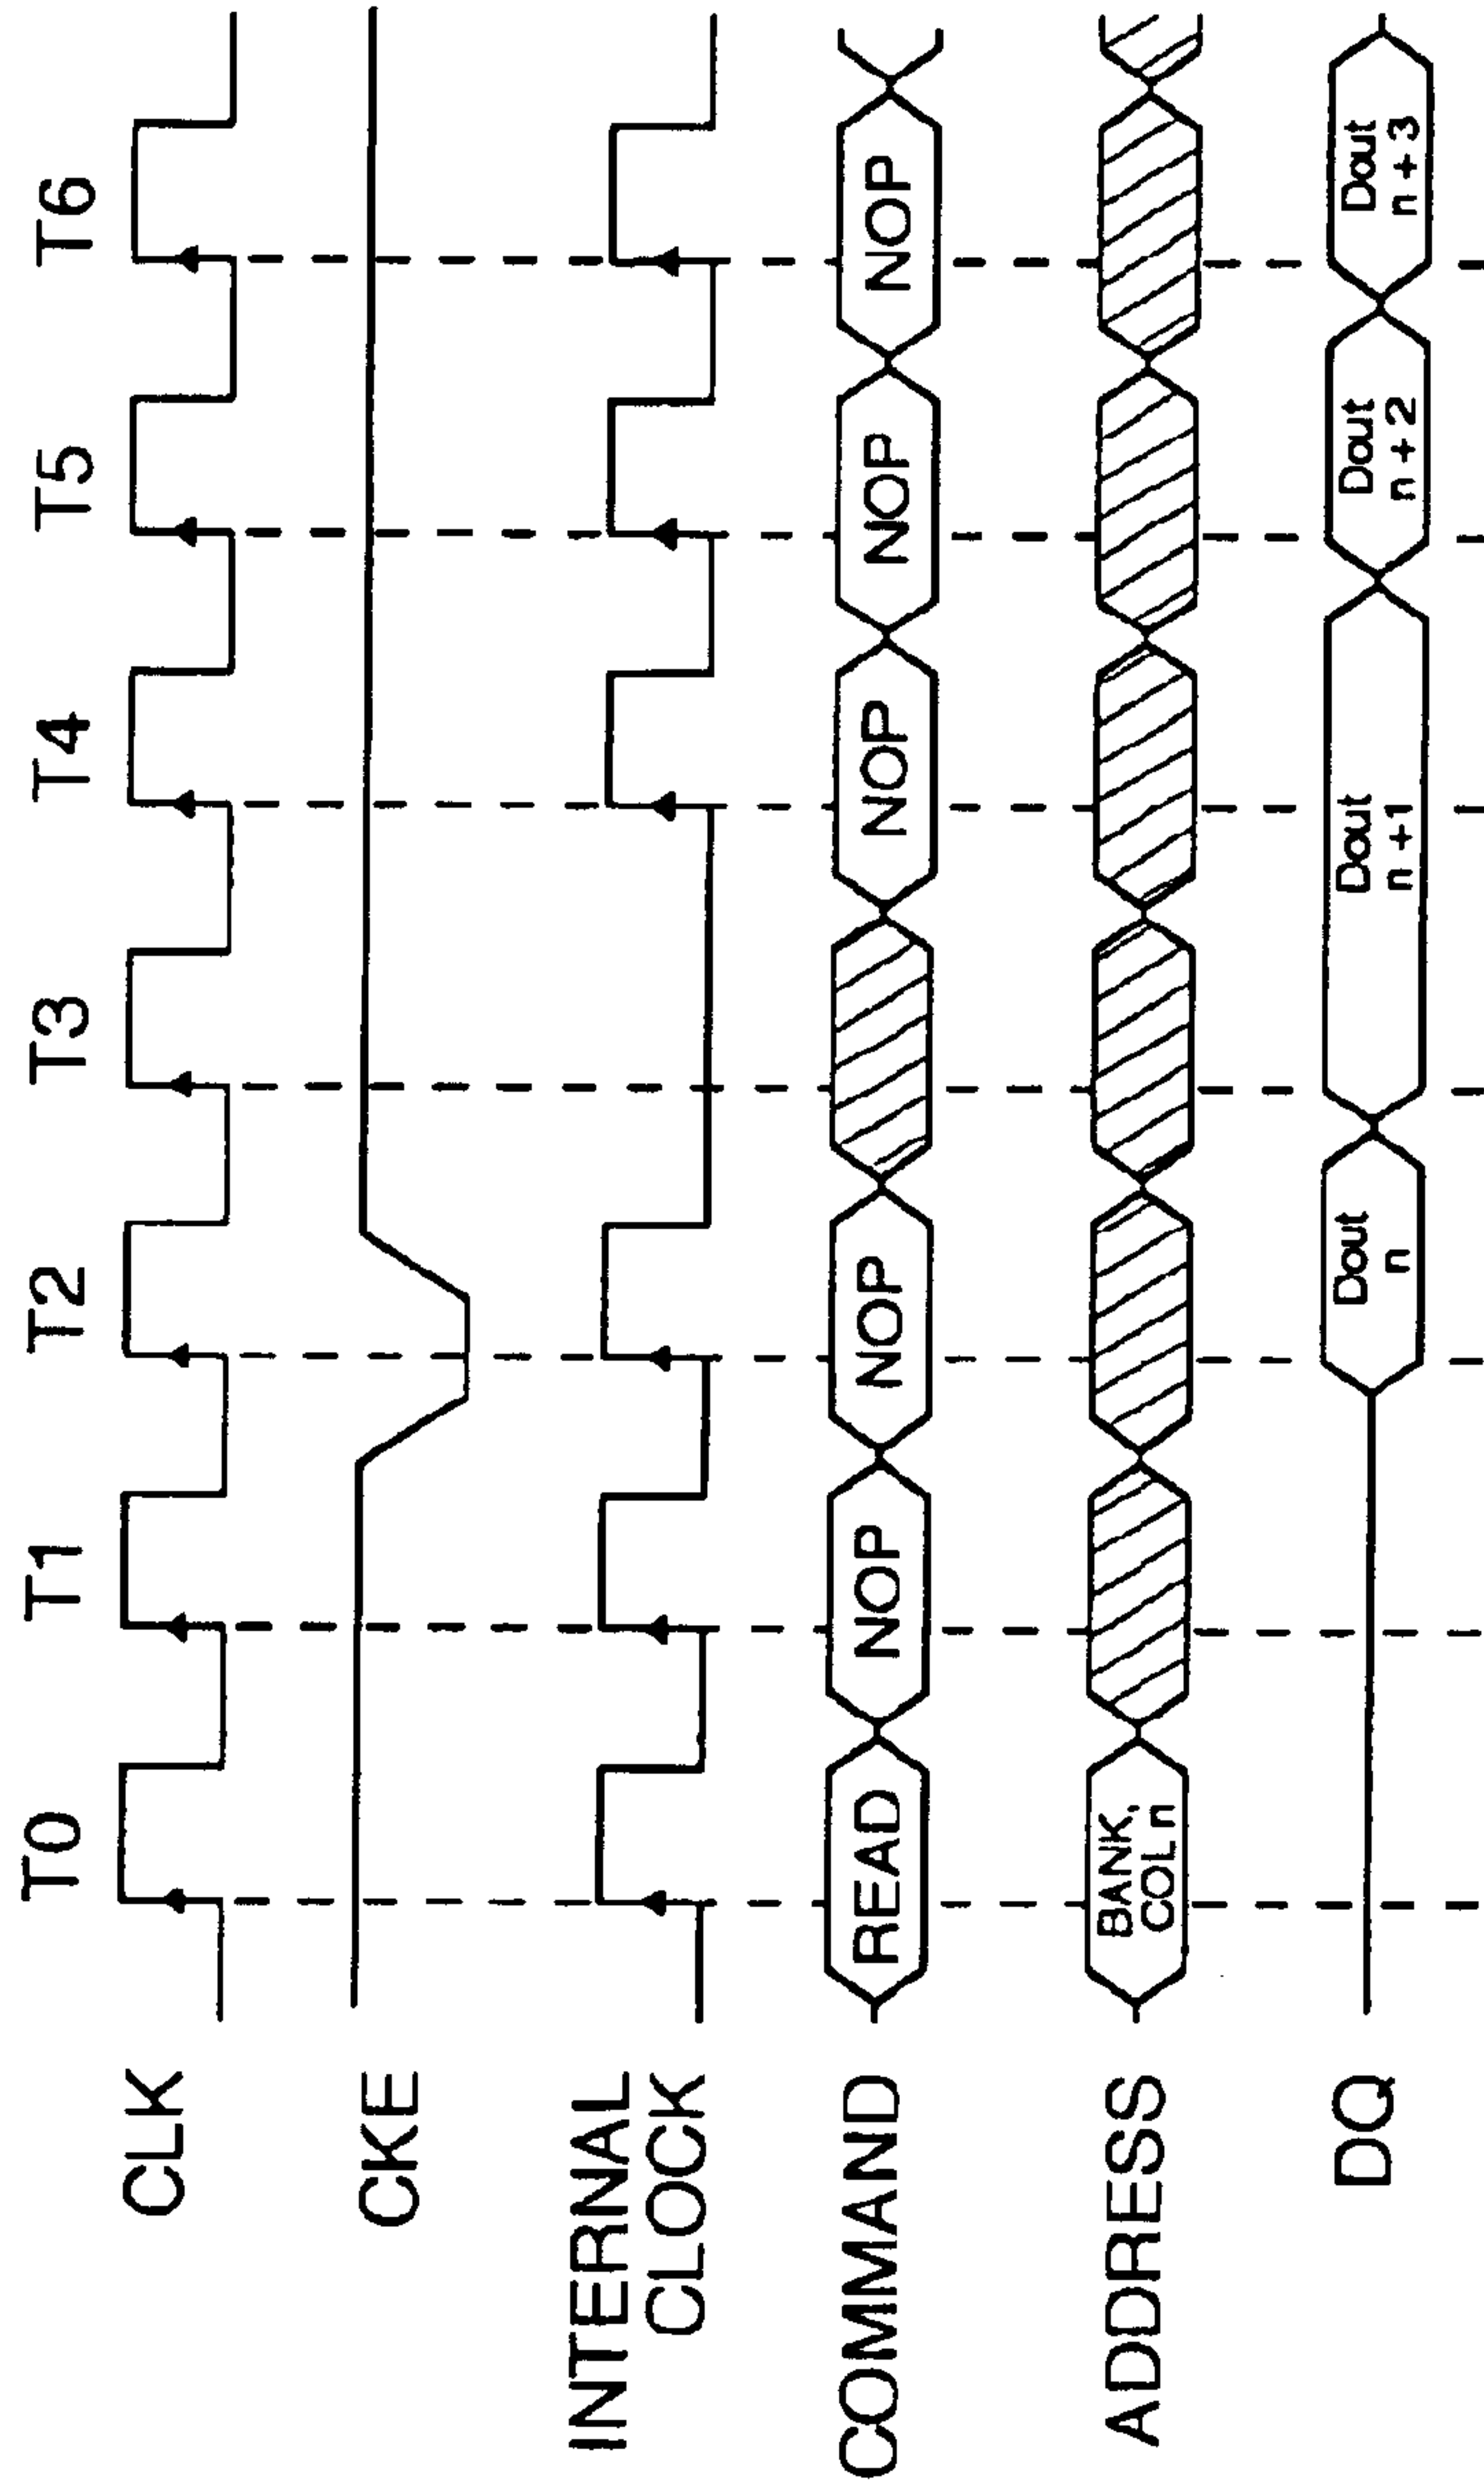 T0 T1 T2 T3 T4 T5 T6
CLK
CKE
INTERNAL
CLOCK
COMMAND READ NOP NOP NOP NOP NOP
ADDRESS BANK,
COL n
DQ Dout
n
Dout
n+1
Dout
n+2
Dout
n+3